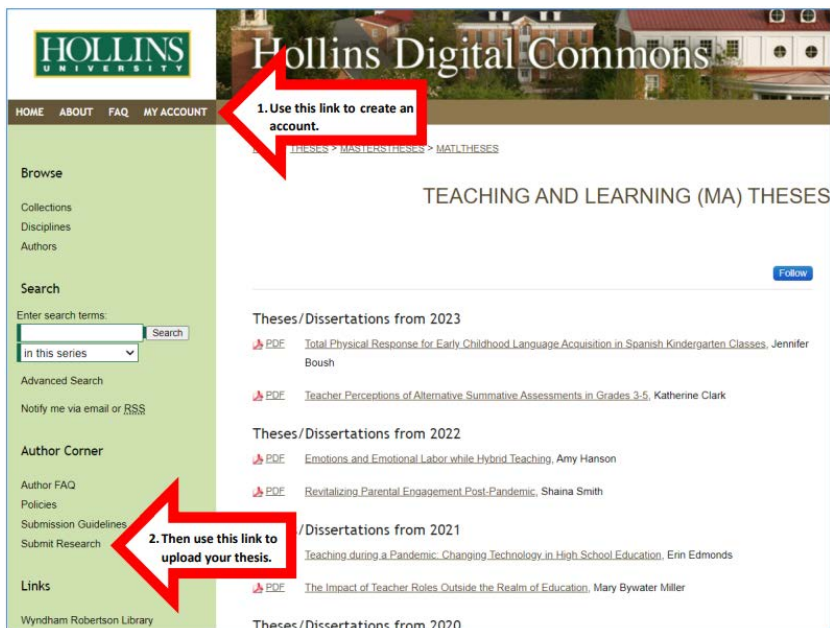 HOLLINS
UNIVERSITY
Hollins Digital Commons
HOME ABOUT FAQ MY ACCOUNT
1. Use this link to create an
account.
THESES > MASTERSTHESES > MATLTHESES
TEACHING AND LEARNING (MA) THESES
Follow
Browse
Collections
Disciplines
Authors
Search
Enter search terms:
Search
in this series
Advanced Search
Notify me via email or RSS
Author Corner
Author FAQ
Policies
Submission Guidelines
Submit Research
2. Then use this link to
upload your thesis.
Links
Wyndham Robertson Library
Theses/Dissertations from 2023
PDF Total Physical Response for Early Childhood Language Acquisition in Spanish Kindergarten Classes, Jennifer
Boush
PDF Teacher Perceptions of Alternative Summative Assessments in Grades 3-5, Katherine Clark
Theses/Dissertations from 2022
PDF Emotions and Emotional Labor while Hybrid Teaching, Amy Hanson
PDF Revitalizing Parental Engagement Post-Pandemic, Shaina Smith
/Dissertations from 2021
Teaching during a Pandemic: Changing Technology in High School Education, Erin Edmonds
PDF The Impact of Teacher Roles Outside the Realm of Education, Mary Bywater Miller
Theses/Dissertations from 2020